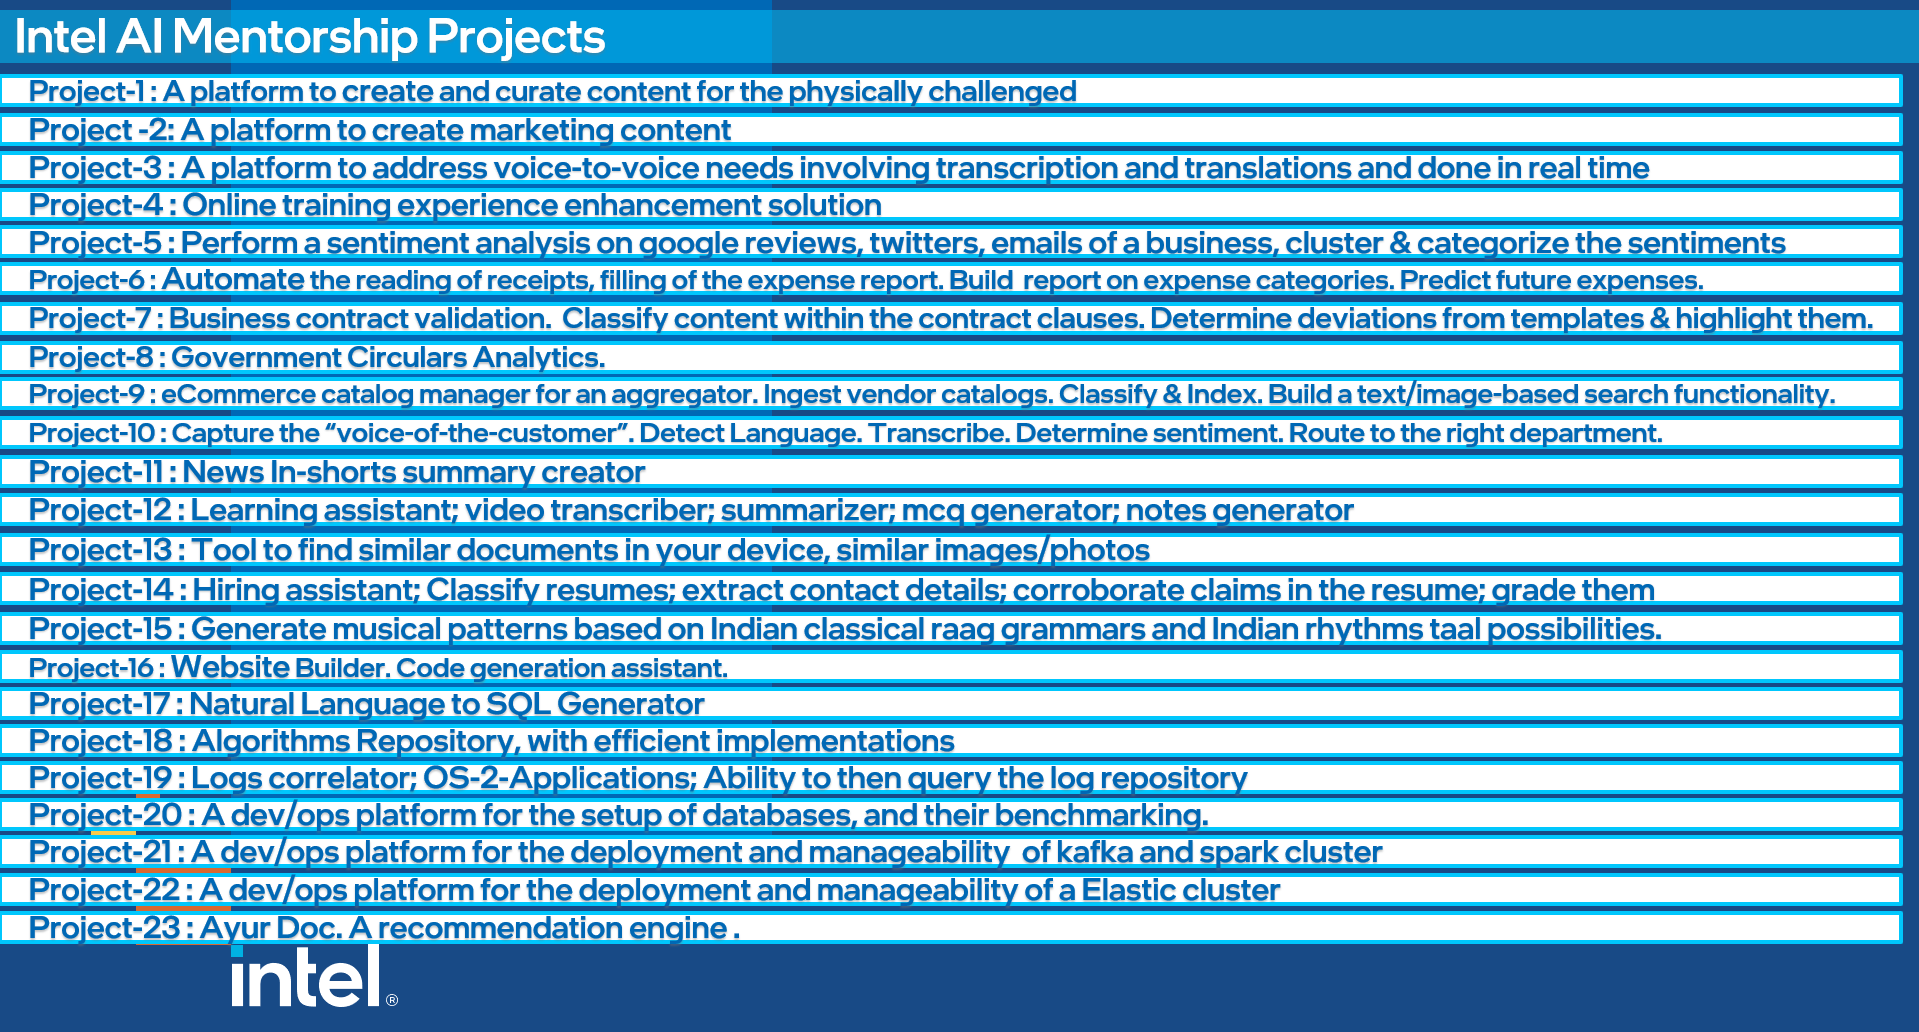 Intel AI Mentorship Projects
Project-1 : A platform to create and curate content for the physically challenged
Project -2: A platform to create marketing content
Project-3 : A platform to address voice-to-voice needs involving transcription and translations and done in real time
Project-4 : Online training experience enhancement solution
Project-5 : Perform a sentiment analysis on google reviews, twitters, emails of a business, cluster & categorize the sentiments
Project-6 : Automate the reading of receipts, filling of the expense report. Build  report on expense categories. Predict future expenses.
Project-7 : Business contract validation.  Classify content within the contract clauses. Determine deviations from templates & highlight them.
Project-8 : Government Circulars Analytics.
Project-9 : eCommerce catalog manager for an aggregator. Ingest vendor catalogs. Classify & Index. Build a text/image-based search functionality.
Project-10 : Capture the “voice-of-the-customer”. Detect Language. Transcribe. Determine sentiment. Route to the right department.
Project-11 : News In-shorts summary creator
Project-12 : Learning assistant; video transcriber; summarizer; mcq generator; notes generator
Project-13 : Tool to find similar documents in your device, similar images/photos
Project-14 : Hiring assistant; Classify resumes; extract contact details; corroborate claims in the resume; grade them
Project-15 : Generate musical patterns based on Indian classical raag grammars and Indian rhythms taal possibilities.
Project-16 : Website Builder. Code generation assistant.
Project-17 : Natural Language to SQL Generator
Project-18 : Algorithms Repository, with efficient implementations
Project-19 : Logs correlator; OS-2-Applications; Ability to then query the log repository
Project-20 : A dev/ops platform for the setup of databases, and their benchmarking.
Project-21 : A dev/ops platform for the deployment and manageability  of kafka and spark cluster
Project-22 : A dev/ops platform for the deployment and manageability of a Elastic cluster
Project-23 : Ayur Doc. A recommendation engine .
intel®